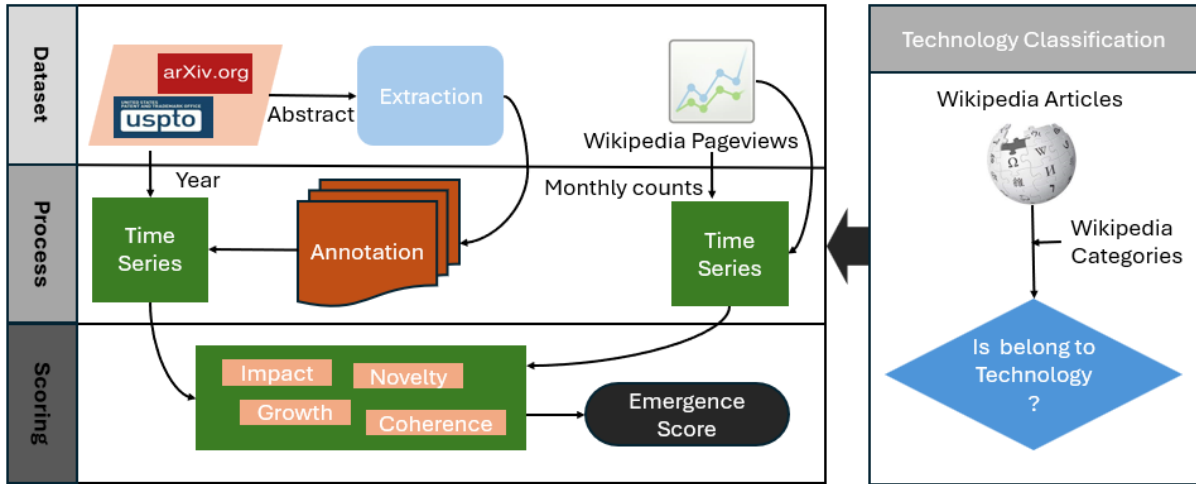 Dataset
arXiv.org
UNITED STATES
PATENT AND TRADEMARK OFFICE
uspto
Abstract
Extraction
Wikipedia Pageviews
Process
Year
Time
Series
Annotation
Monthly counts
Time
Series
Scoring
Impact
Novelty
Growth
Coherence
Emergence
Score
Technology Classification
Wikipedia Articles
Ω
W
И
7
Wikipedia
Categories
Is belong to
Technology
?